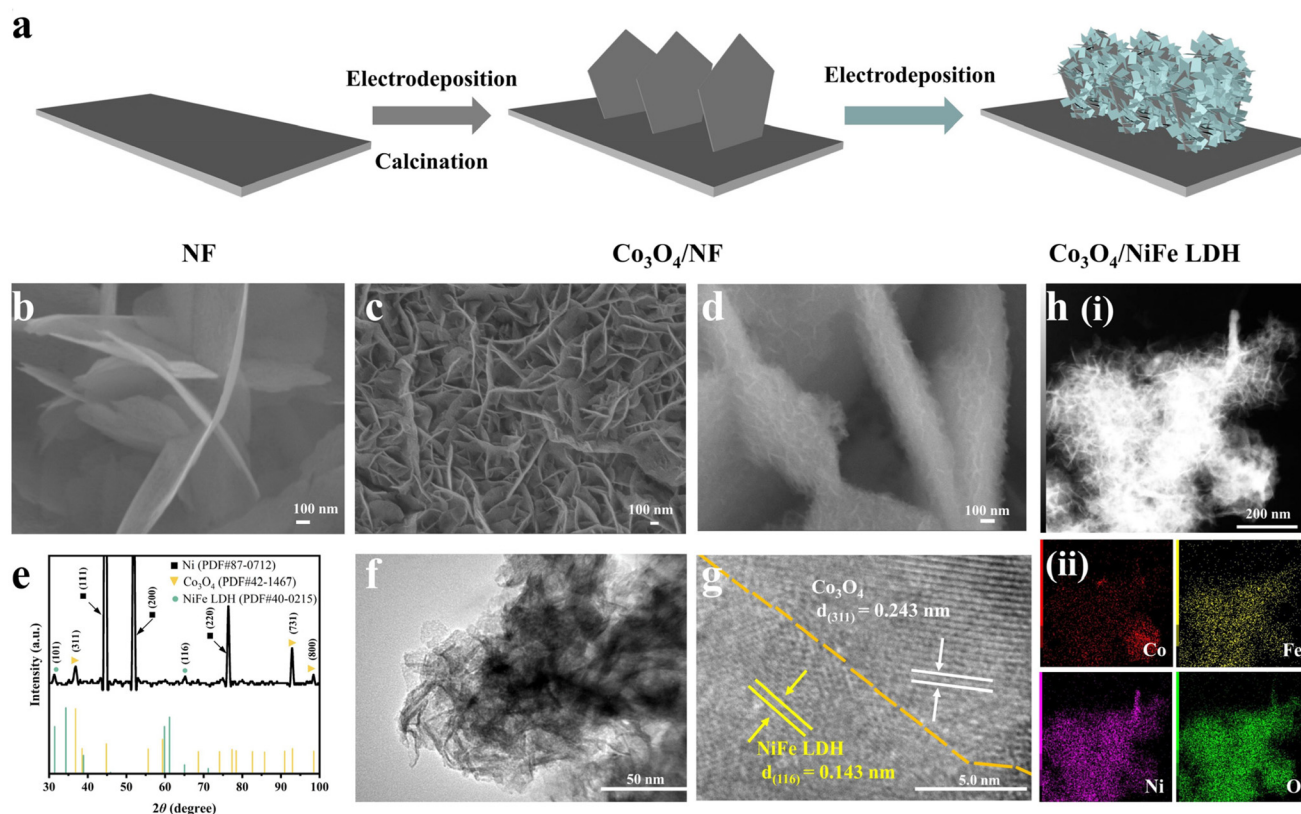 a
Electrodeposition
Calcination
Electrodeposition
NF
Co₃O₄/NF
Co₃O₄/NiFe LDH
b
100 nm
c
100 nm
d
100 nm
h (i)
200 nm
e
Ni (PDF#87-0712)
Co₃O₄ (PDF#42-1467)
NiFe LDH (PDF#40-0215)
(101)
(311)
(111)
(200)
(116)
(220)
(731)
(800)
Intensity (a.u.)
30 40 50 60 70 80 90 100
2θ (degree)
f
50 nm
g
Co₃O₄
d(311) = 0.243 nm
NiFe LDH
d(116) = 0.143 nm
5.0 nm
(ii)
Co
Fe
Ni
O